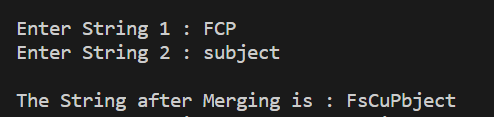 Enter String 1 : FCP
Enter String 2 : subject
The String after Merging is : FsCuPbject